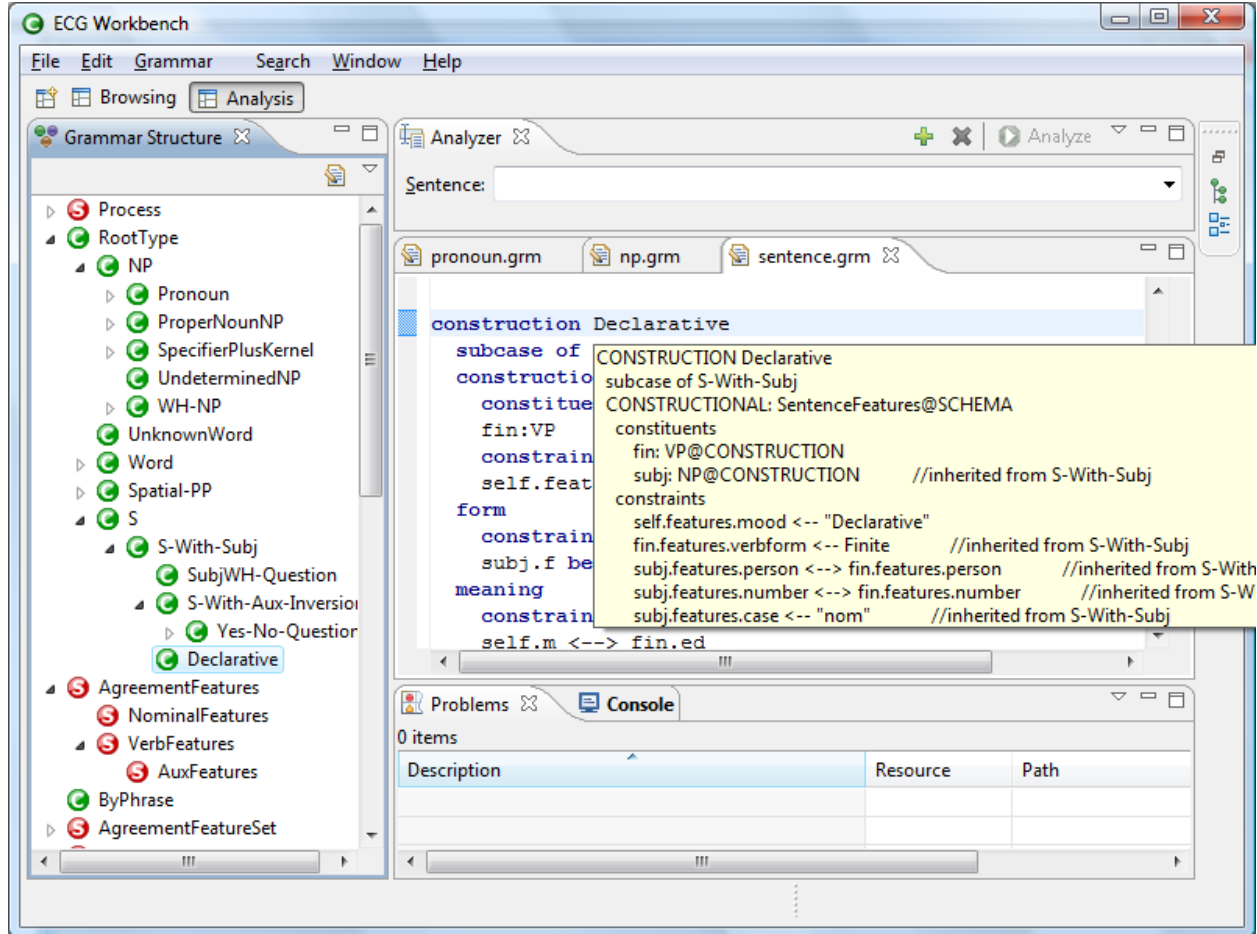 ECG Workbench
File Edit Grammar Search Window Help
Browsing Analysis
Grammar Structure
Process
RootType
NP
Pronoun
ProperNounNP
SpecifierPlusKernel
UndeterminedNP
WH-NP
UnknownWord
Word
Spatial-PP
S
S-With-Subj
SubjWH-Question
S-With-Aux-Inversio
Yes-No-Question
Declarative
AgreementFeatures
NominalFeatures
VerbFeatures
AuxFeatures
ByPhrase
AgreementFeatureSet
Analyzer Analyze
Sentence:
pronoun.grm np.grm sentence.grm
construction Declarative
subcase of
constructio
constitue
fin:VP
constrain
self.feat
form
constrain
subj.f be
meaning
constrain
self.m <--> fin.ed
CONSTRUCTION Declarative
subcase of S-With-Subj
CONSTRUCTIONAL: SentenceFeatures@SCHEMA
constituents
fin: VP@CONSTRUCTION
subj: NP@CONSTRUCTION //inherited from S-With-Subj
constraints
self.features.mood <-- "Declarative"
fin.features.verbform <-- Finite //inherited from S-With-Subj
subj.features.person <--> fin.features.person //inherited from S-With
subj.features.number <--> fin.features.number //inherited from S-W
subj.features.case <-- "nom" //inherited from S-With-Subj
Problems Console
0 items
Description Resource Path